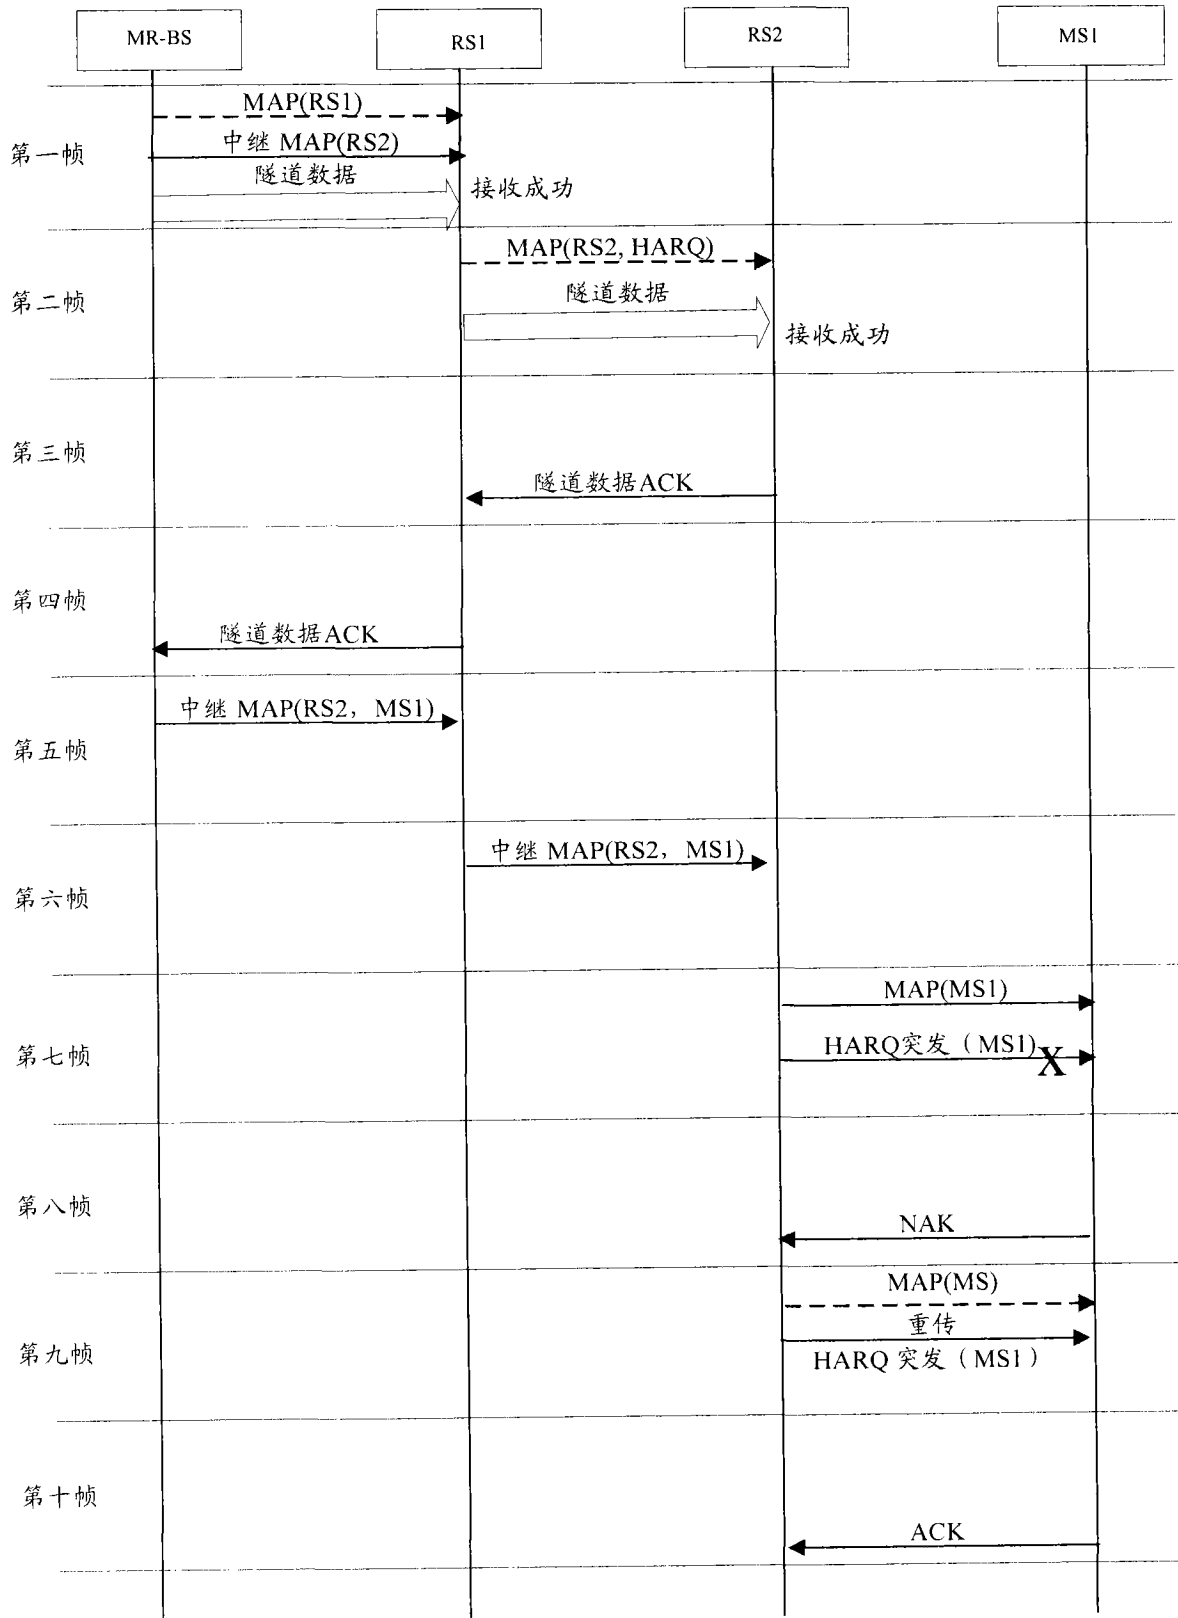 MR-BS
RS1
RS2
MS1
第一帧
MAP(RS1)
中继 MAP(RS2)
隧道数据
接收成功
第二帧
MAP(RS2, HARQ)
隧道数据
接收成功
第三帧
隧道数据ACK
第四帧
隧道数据ACK
第五帧
中继 MAP(RS2，MS1)
第六帧
中继 MAP(RS2，MS1)
第七帧
MAP(MS1)
HARQ突发（MS1)
X
第八帧
NAK
第九帧
MAP(MS)
重传
HARQ 突发（MS1）
第十帧
ACK